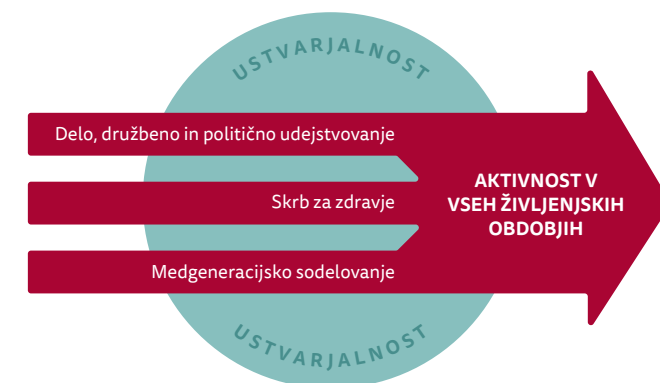 USTVARJALNOST
Delo, družbeno in politično udejstvovanje
Skrb za zdravje
Medgeneracijsko sodelovanje
AKTIVNOST V
VSEH ŽIVLJENJSKIH
OBDOBJIH
USTVARJALNOST